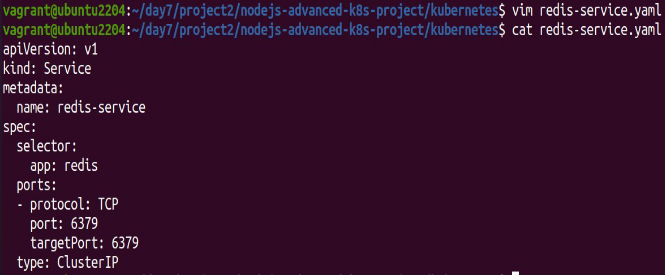 vagrant@ubuntu2204:~/day7/project2/nodejs-advanced-k8s-project/kubernetes$ vim redis-service.yaml
vagrant@ubuntu2204:~/day7/project2/nodejs-advanced-k8s-project/kubernetes$ cat redis-service.yaml
apiVersion: v1
kind: Service
metadata:
  name: redis-service
spec:
  selector:
    app: redis
  ports:
  - protocol: TCP
    port: 6379
    targetPort: 6379
  type: ClusterIP